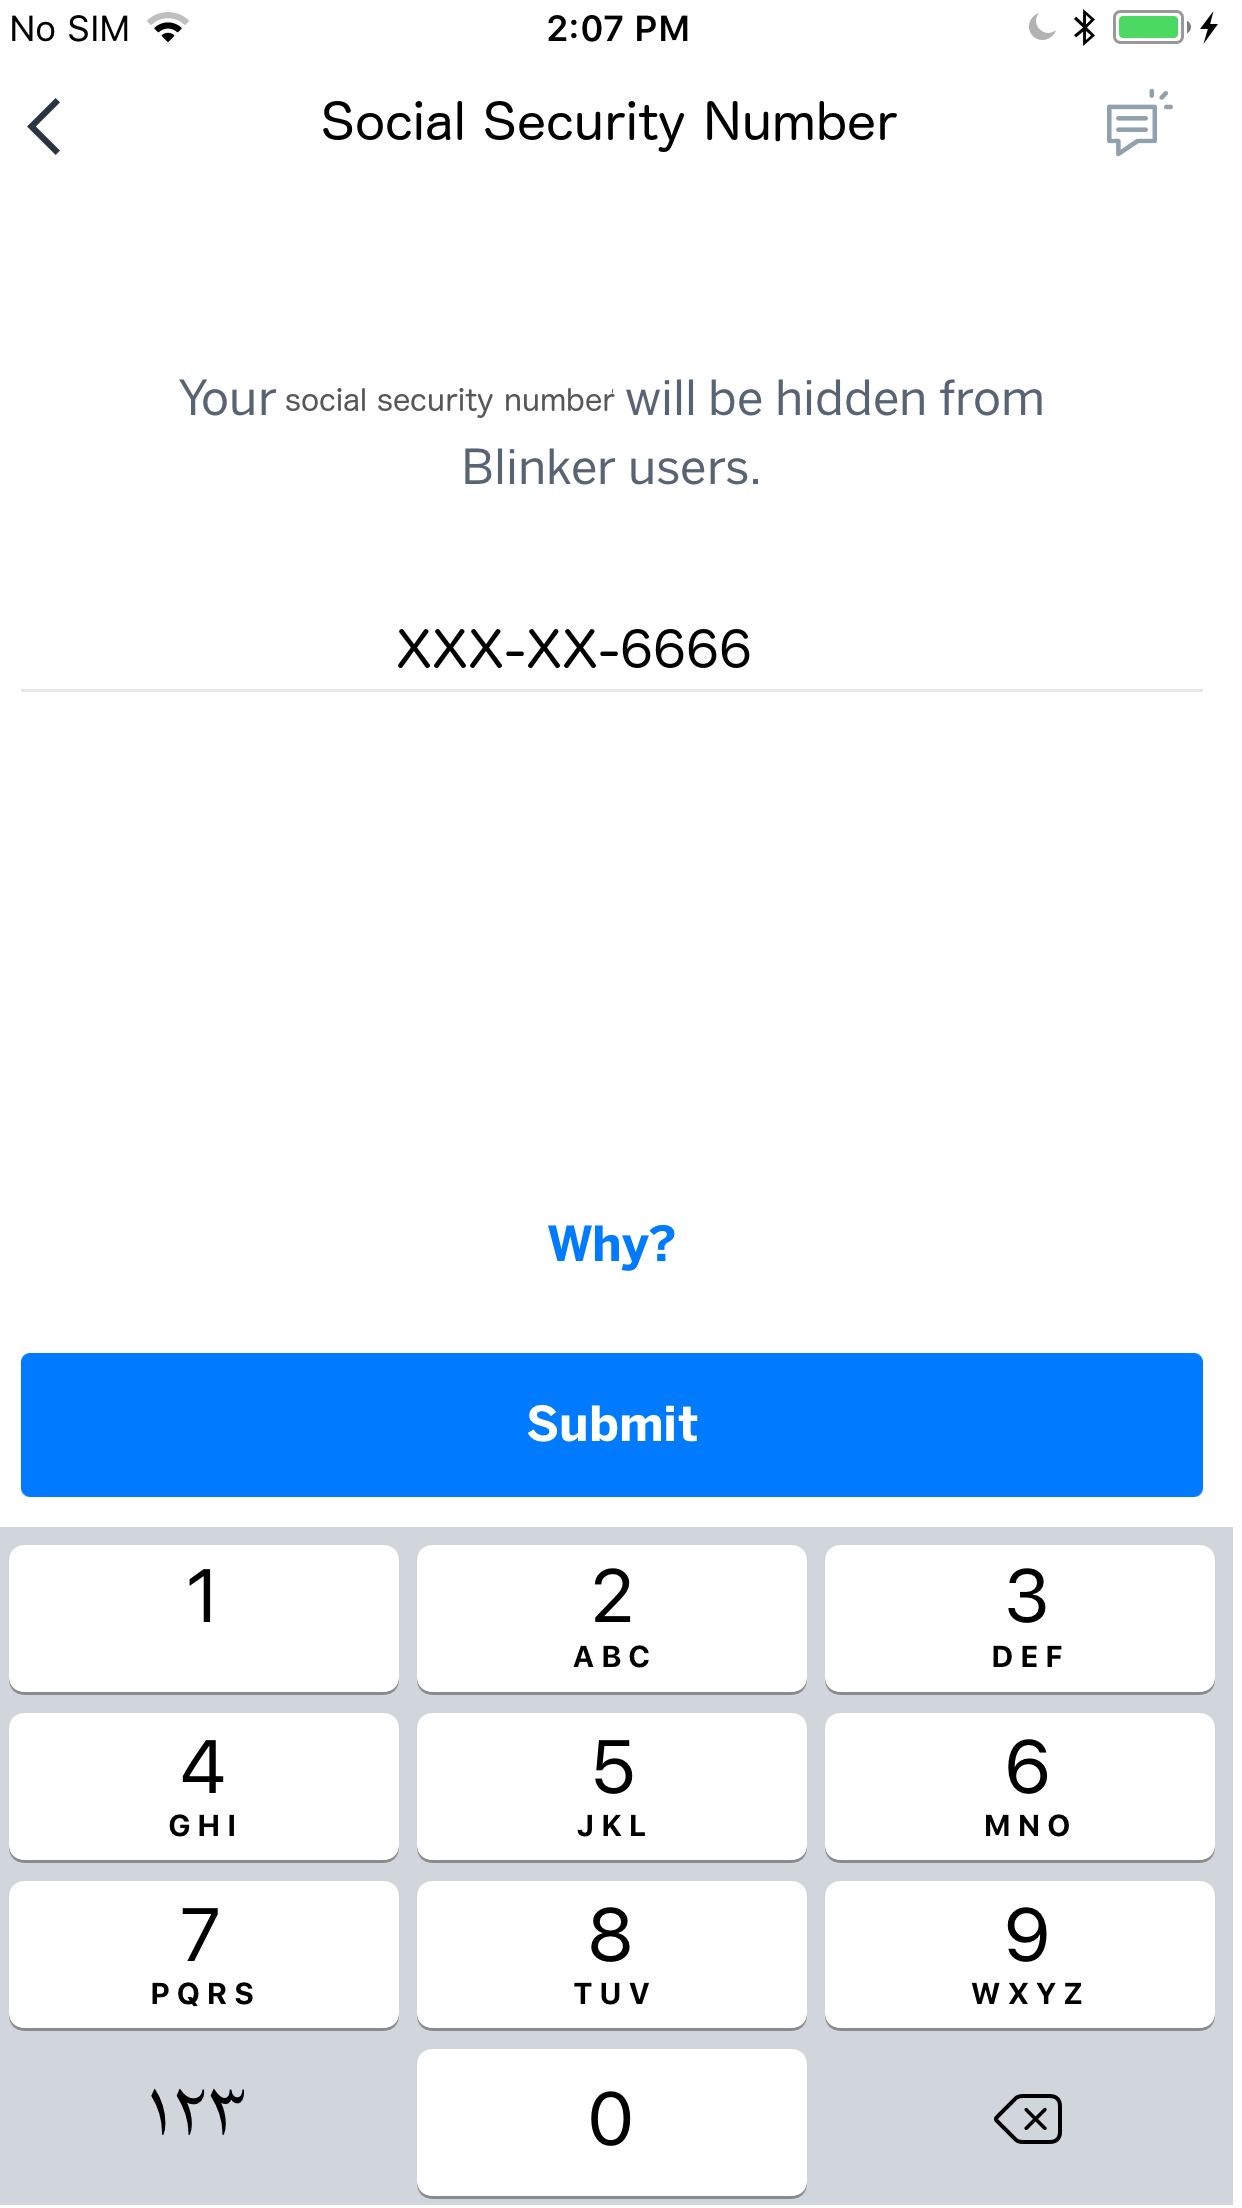 No SIM 2:07 PM
Social Security Number
Your social security number will be hidden from
Blinker users.
XXX-XX-6666
Why?
Submit
1 2 3
ABC DEF
4 5 6
GHI JKL MNO
7 8 9
PQRS TUV WXYZ
١٢٣ 0